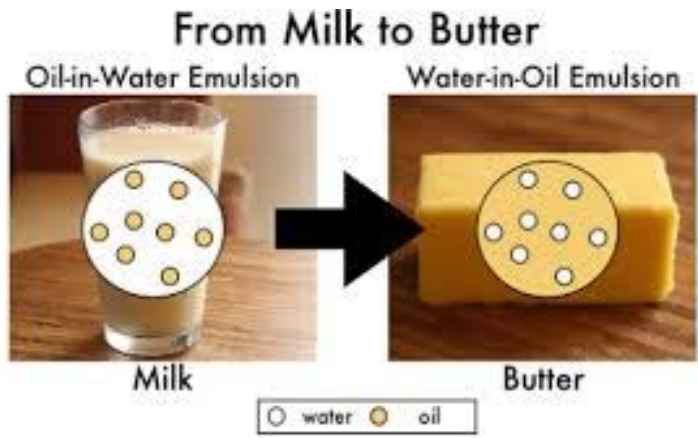 From Milk to Butter
Oil-in-Water Emulsion
Water-in-Oil Emulsion
Milk
Butter
water
oil